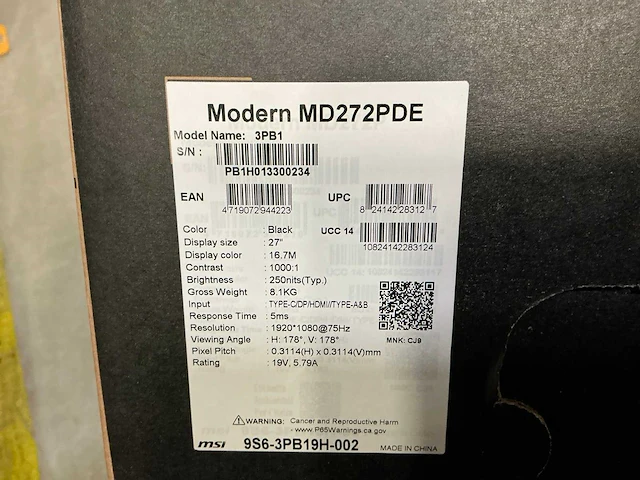 Modern MD272PDE
Model Name: 3PB1
S/N :
PB1H013300234
EAN
4719072944223
UPC
8 24142 28312 7
Color : Black
UCC 14
10824142283124
Display size : 27"
Display color : 16.7M
Contrast : 1000:1
Brightness : 250nits(Typ.)
Gross Weight : 8.1KG
Input : TYPE-C/DP/HDMI/TYPE-A&B
Response Time : 5ms
Resolution : 1920*1080@75Hz
Viewing Angle : H: 178°, V: 178°
MNK: CJ9
Pixel Pitch : 0.3114(H) x 0.3114(V)mm
Rating : 19V, 5.79A
WARNING: Cancer and Reproductive Harm
- www.P65Warnings.ca.gov
msi 9S6-3PB19H-002 MADE IN CHINA